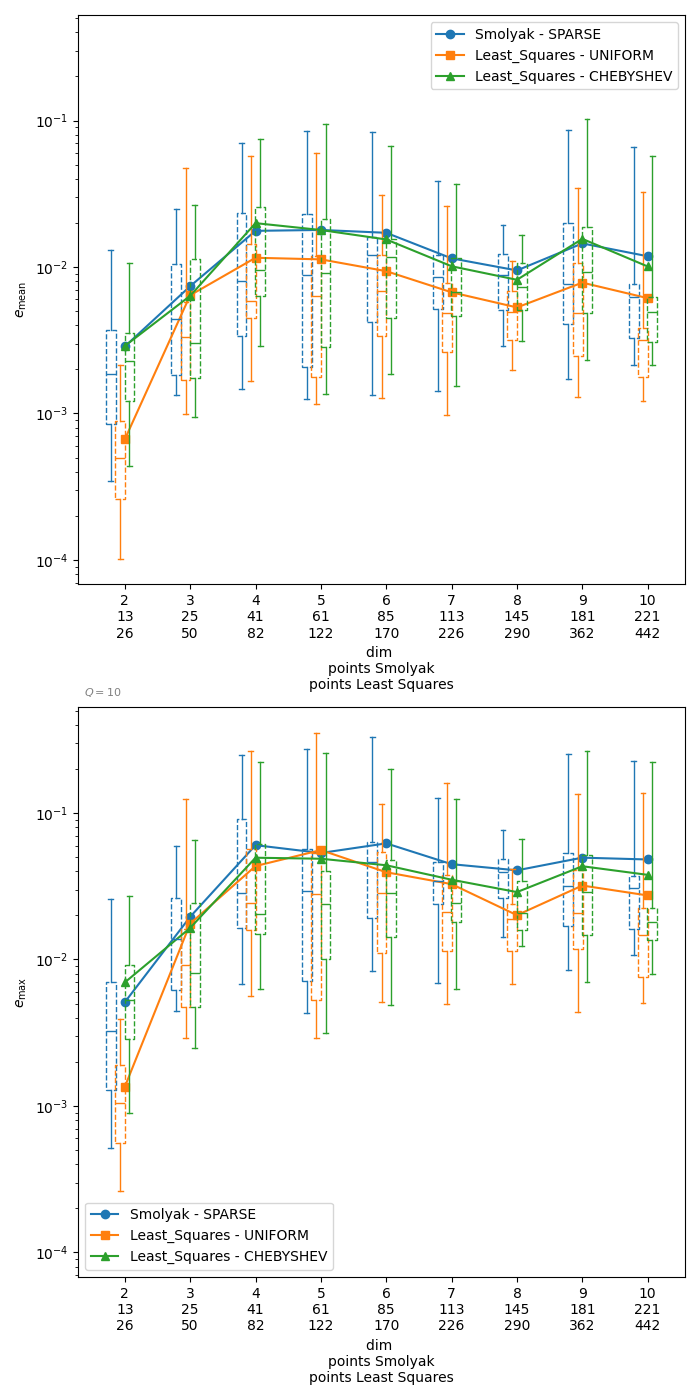 Smolyak - SPARSE
Least_Squares - UNIFORM
Least_Squares - CHEBYSHEV
10⁻¹
10⁻²
10⁻³
10⁻⁴
e_mean
2 3 4 5 6 7 8 9 10
13 25 41 61 85 113 145 181 221
26 50 82 122 170 226 290 362 442
dim
points Smolyak
points Least Squares
Q = 10
10⁻¹
10⁻²
10⁻³
10⁻⁴
e_max
Smolyak - SPARSE
Least_Squares - UNIFORM
Least_Squares - CHEBYSHEV
2 3 4 5 6 7 8 9 10
13 25 41 61 85 113 145 181 221
26 50 82 122 170 226 290 362 442
dim
points Smolyak
points Least Squares